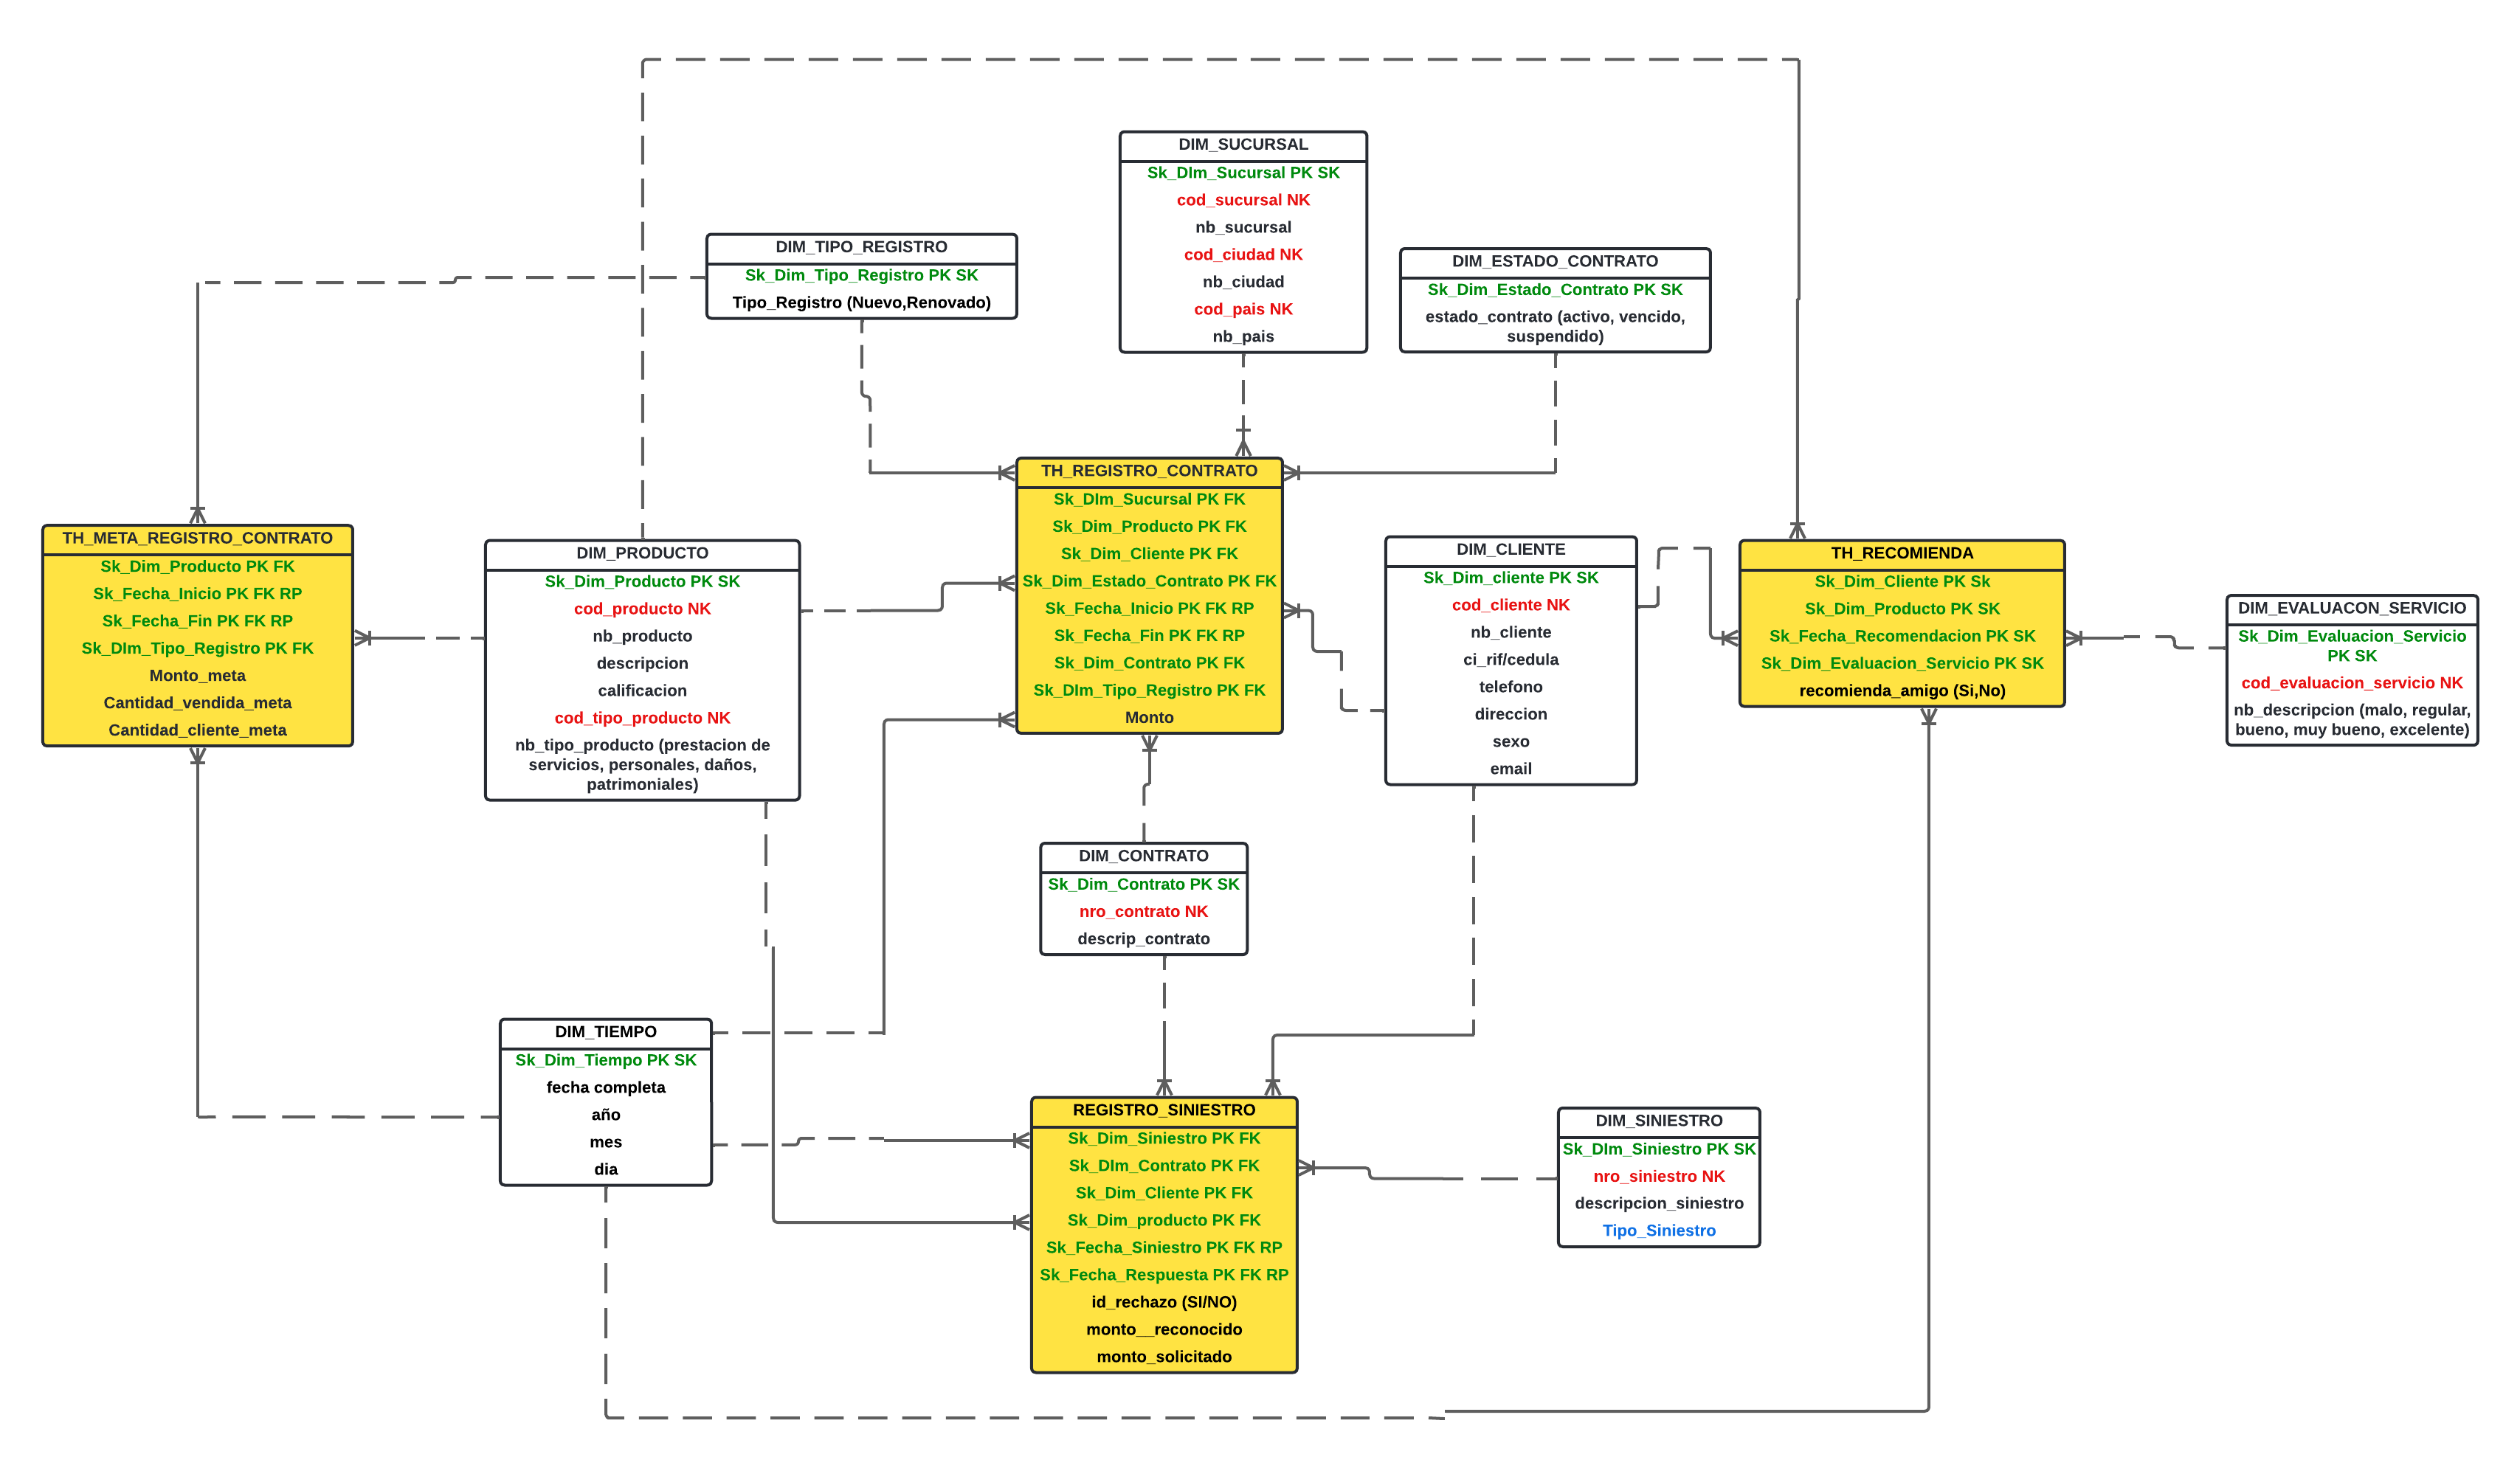 DIM_SUCURSAL
Sk_DIm_Sucursal PK SK
cod_sucursal NK
nb_sucursal
cod_ciudad NK
nb_ciudad
cod_pais NK
nb_pais
DIM_TIPO_REGISTRO
Sk_Dim_Tipo_Registro PK SK
Tipo_Registro (Nuevo,Renovado)
DIM_ESTADO_CONTRATO
Sk_Dim_Estado_Contrato PK SK
estado_contrato (activo, vencido,
suspendido)
TH_META_REGISTRO_CONTRATO
Sk_Dim_Producto PK FK
Sk_Fecha_Inicio PK FK RP
Sk_Fecha_Fin PK FK RP
Sk_DIm_Tipo_Registro PK FK
Monto_meta
Cantidad_vendida_meta
Cantidad_cliente_meta
DIM_PRODUCTO
Sk_Dim_Producto PK SK
cod_producto NK
nb_producto
descripcion
calificacion
cod_tipo_producto NK
nb_tipo_producto (prestacion de
servicios, personales, daños,
patrimoniales)
TH_REGISTRO_CONTRATO
Sk_DIm_Sucursal PK FK
Sk_Dim_Producto PK FK
Sk_Dim_Cliente PK FK
Sk_Dim_Estado_Contrato PK FK
Sk_Fecha_Inicio PK FK RP
Sk_Fecha_Fin PK FK RP
Sk_Dim_Contrato PK FK
Sk_DIm_Tipo_Registro PK FK
Monto
DIM_CLIENTE
Sk_Dim_cliente PK SK
cod_cliente NK
nb_cliente
ci_rif/cedula
telefono
direccion
sexo
email
TH_RECOMIENDA
Sk_Dim_Cliente PK Sk
Sk_Dim_Producto PK SK
Sk_Fecha_Recomendacion PK SK
Sk_Dim_Evaluacion_Servicio PK SK
recomienda_amigo (Si,No)
DIM_EVALUACON_SERVICIO
Sk_Dim_Evaluacion_Servicio
PK SK
cod_evaluacion_servicio NK
nb_descripcion (malo, regular,
bueno, muy bueno, excelente)
DIM_CONTRATO
Sk_Dim_Contrato PK SK
nro_contrato NK
descrip_contrato
DIM_TIEMPO
Sk_Dim_Tiempo PK SK
fecha completa
año
mes
dia
REGISTRO_SINIESTRO
Sk_Dim_Siniestro PK FK
Sk_DIm_Contrato PK FK
Sk_Dim_Cliente PK FK
Sk_Dim_producto PK FK
Sk_Fecha_Siniestro PK FK RP
Sk_Fecha_Respuesta PK FK RP
id_rechazo (SI/NO)
monto__reconocido
monto_solicitado
DIM_SINIESTRO
Sk_DIm_Siniestro PK SK
nro_siniestro NK
descripcion_siniestro
Tipo_Siniestro